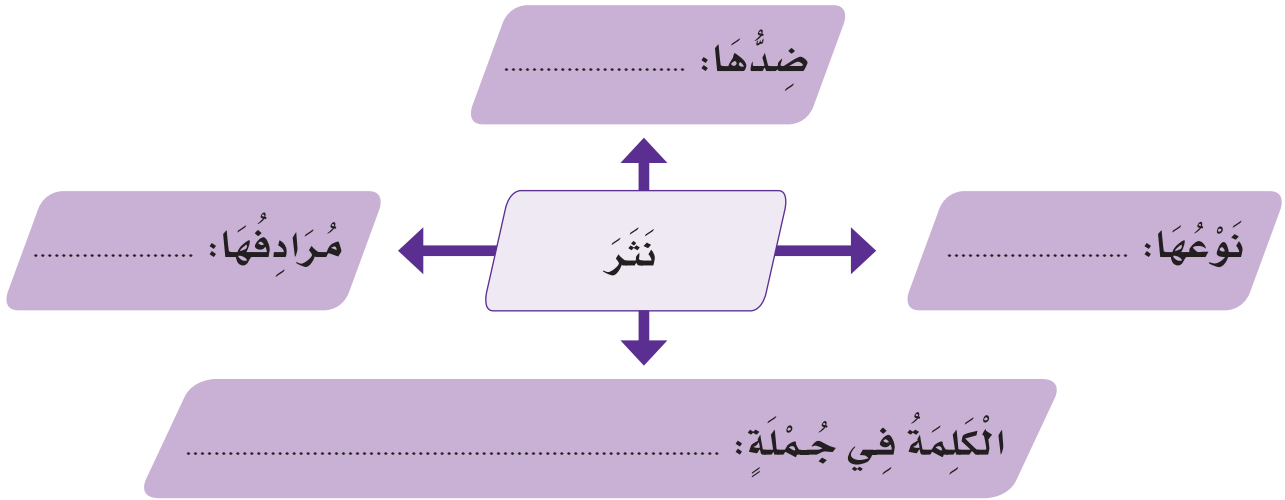 ضِدُّهَا: ..........................
نَوْعُهَا: ..........................
نَثَرَ
مُرَادِفُهَا: .......................
الْكَلِمَةُ فِي جُمْلَةٍ: ............................................................................